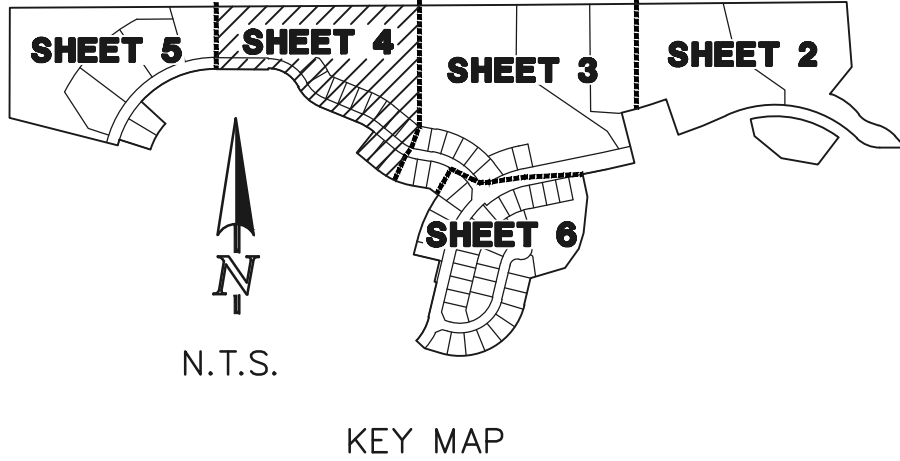 SHEET 5
SHEET 4
SHEET 3
SHEET 2
SHEET 6
N
N.T.S.
KEY MAP